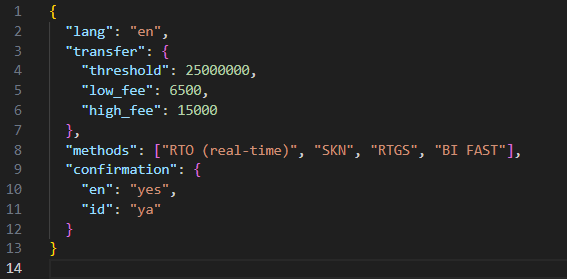 1 {
2   "lang": "en",
3   "transfer": {
4     "threshold": 25000000,
5     "low_fee": 6500,
6     "high_fee": 15000
7   },
8   "methods": ["RTO (real-time)", "SKN", "RTGS", "BI FAST"],
9   "confirmation": {
10     "en": "yes",
11     "id": "ya"
12   }
13 }
14